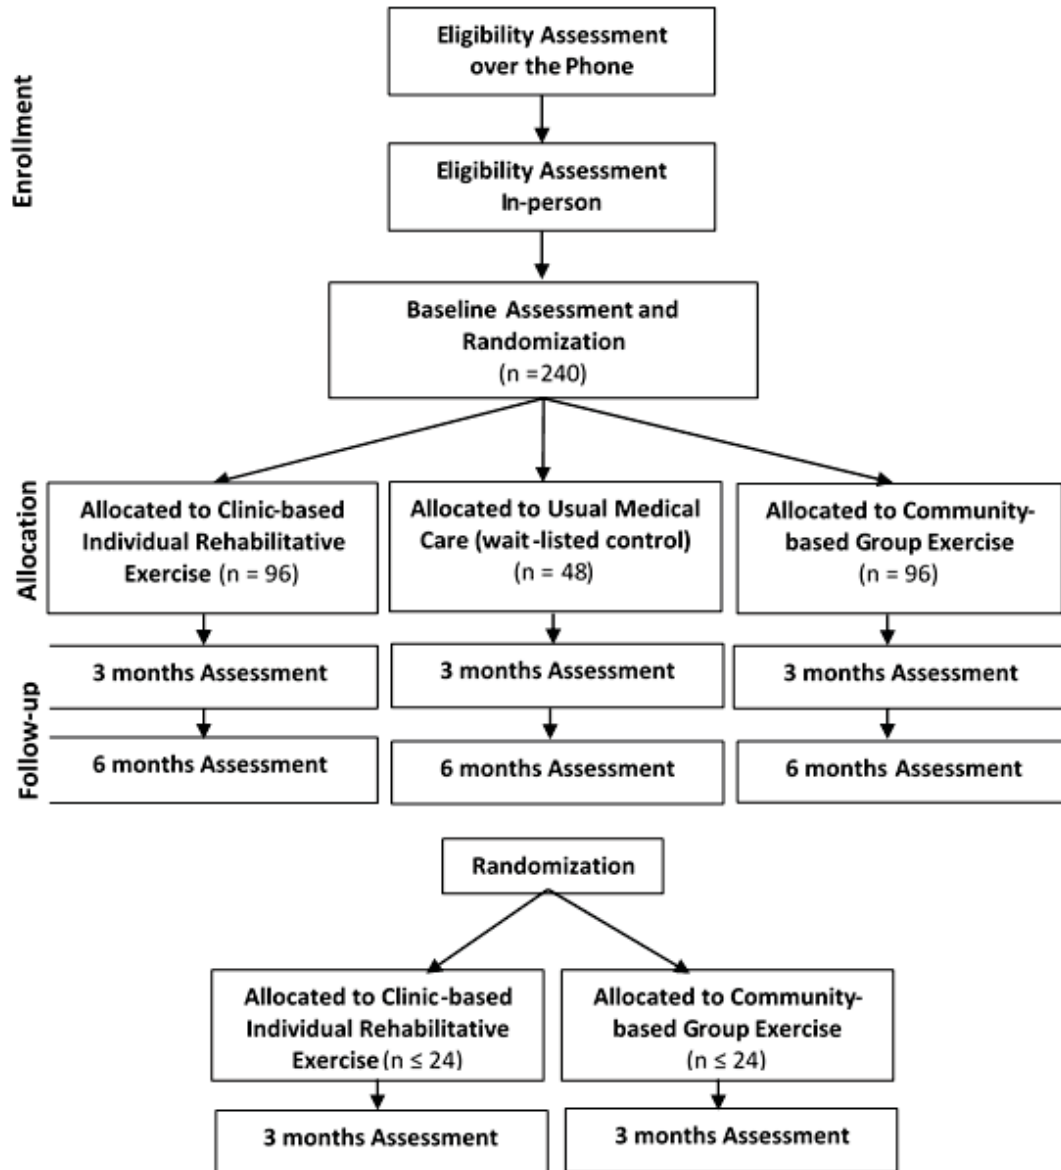 Enrollment
Eligibility Assessment
over the Phone
Eligibility Assessment
In-person
Baseline Assessment and
Randomization
(n =240)
Allocation
Allocated to Clinic-based
Individual Rehabilitative
Exercise (n = 96)
Allocated to Usual Medical
Care (wait-listed control)
(n = 48)
Allocated to Community-
based Group Exercise
(n = 96)
Follow-up
3 months Assessment
3 months Assessment
3 months Assessment
6 months Assessment
6 months Assessment
6 months Assessment
Randomization
Allocated to Clinic-based
Individual Rehabilitative
Exercise (n ≤ 24)
Allocated to Community-
based Group Exercise
(n ≤ 24)
3 months Assessment
3 months Assessment